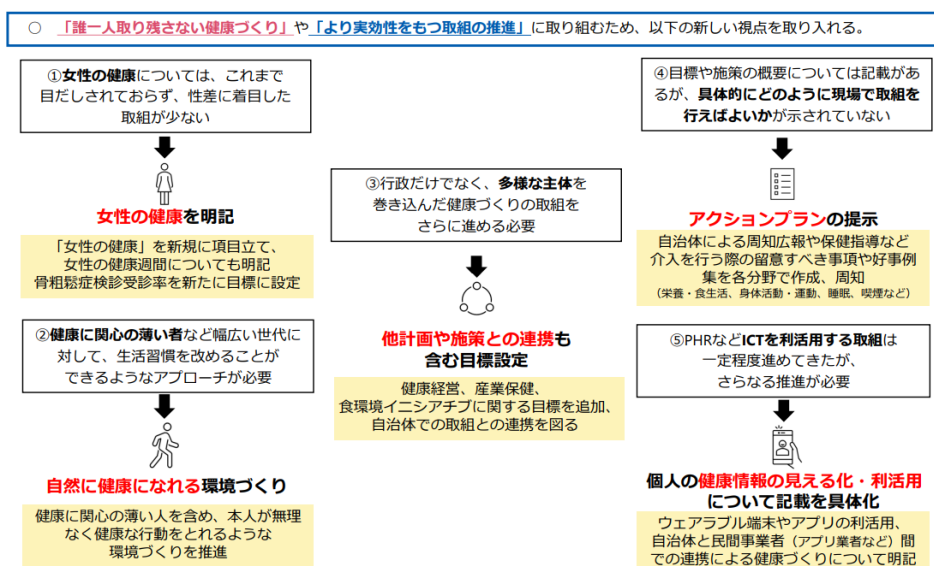 ○ 「誰一人取り残さない健康づくり」や「より実効性をもつ取組の推進」に取り組むため、以下の新しい視点を取り入れる。
①女性の健康については、これまで
目だしされておらず、性差に着目した
取組が少ない
女性の健康を明記
「女性の健康」を新規に項目立て、
女性の健康週間についても明記
骨粗鬆症検診受診率を新たに目標に設定
②健康に関心の薄い者など幅広い世代に
対して、生活習慣を改めることが
できるようなアプローチが必要
自然に健康になれる環境づくり
健康に関心の薄い人を含め、本人が無理
なく健康な行動をとれるような
環境づくりを推進
③行政だけでなく、多様な主体を
巻き込んだ健康づくりの取組を
さらに進める必要
他計画や施策との連携も
含む目標設定
健康経営、産業保健、
食環境イニシアチブに関する目標を追加、
自治体での取組との連携を図る
④目標や施策の概要については記載があ
るが、具体的にどのように現場で取組を
行えばよいかが示されていない
アクションプランの提示
自治体による周知広報や保健指導など
介入を行う際の留意すべき事項や好事例
集を各分野で作成、周知
（栄養・食生活、身体活動・運動、睡眠、喫煙など）
⑤PHRなどICTを利活用する取組は
一定程度進めてきたが、
さらなる推進が必要
個人の健康情報の見える化・利活用
について記載を具体化
ウェアラブル端末やアプリの利活用、
自治体と民間事業者（アプリ業者など）間
での連携による健康づくりについて明記